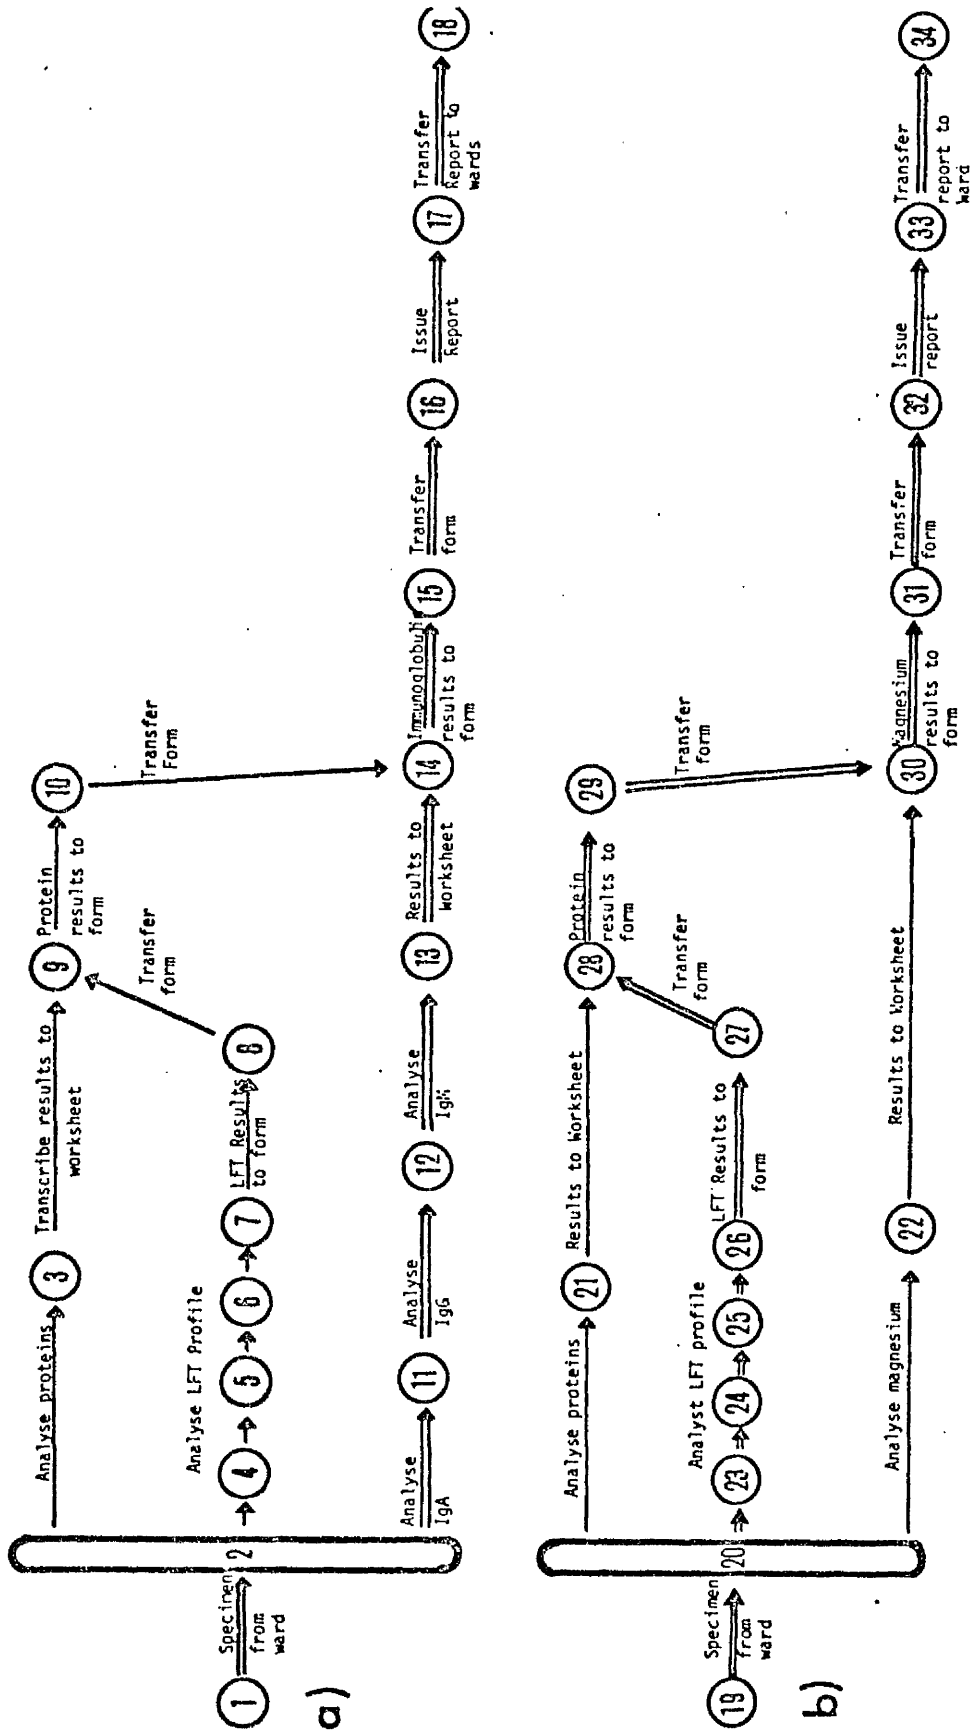 a)
1
Specimen
from
ward
2
Analyse proteins
3
Transcribe results to
worksheet
9
Protein
results to
form
10
Transfer
Form
Analyse LFT Profile
4
5
6
7
LFT Results
to form
8
Transfer
form
Analyse
IgA
11
Analyse
IgG
12
Analyse
IgM
13
Results to
Worksheet
14
results to
form
15
Transfer
form
16
Issue
Report
17
Transfer
Report to
wards
18
b)
19
Specimen
from
ward
20
Analyse proteins
21
Results to Worksheet
28
Protein
results to
form
29
Transfer
form
Analyst LFT profile
23
24
25
26
LFT Results to
form
27
Transfer
form
Analyse magnesium
22
Results to Worksheet
30
Magnesium
results to
form
31
Transfer
form
32
Issue
report
33
Transfer
report to
Ward
34